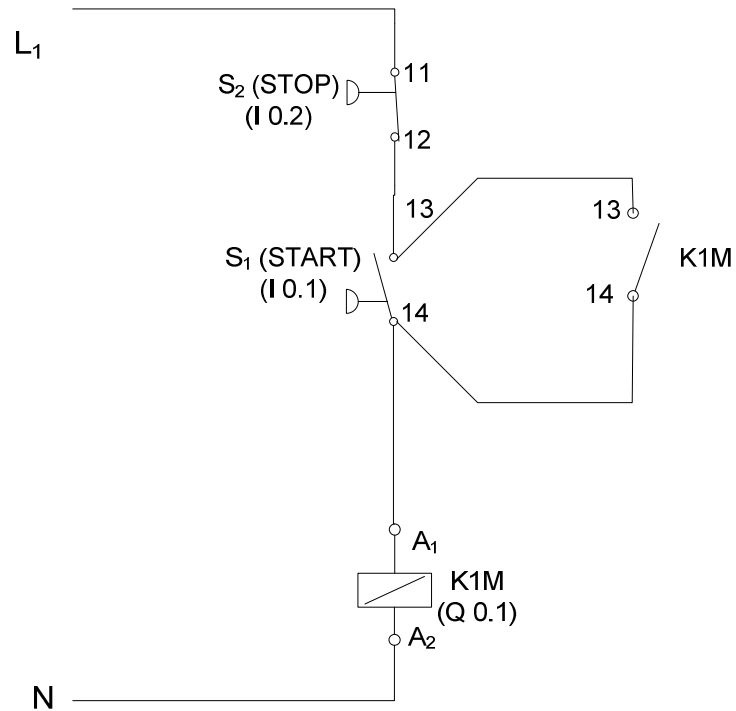 L₁
S₂ (STOP)
(I 0.2)
11
12
13
S₁ (START)
(I 0.1)
14
13
K1M
14
A₁
K1M
(Q 0.1)
A₂
N